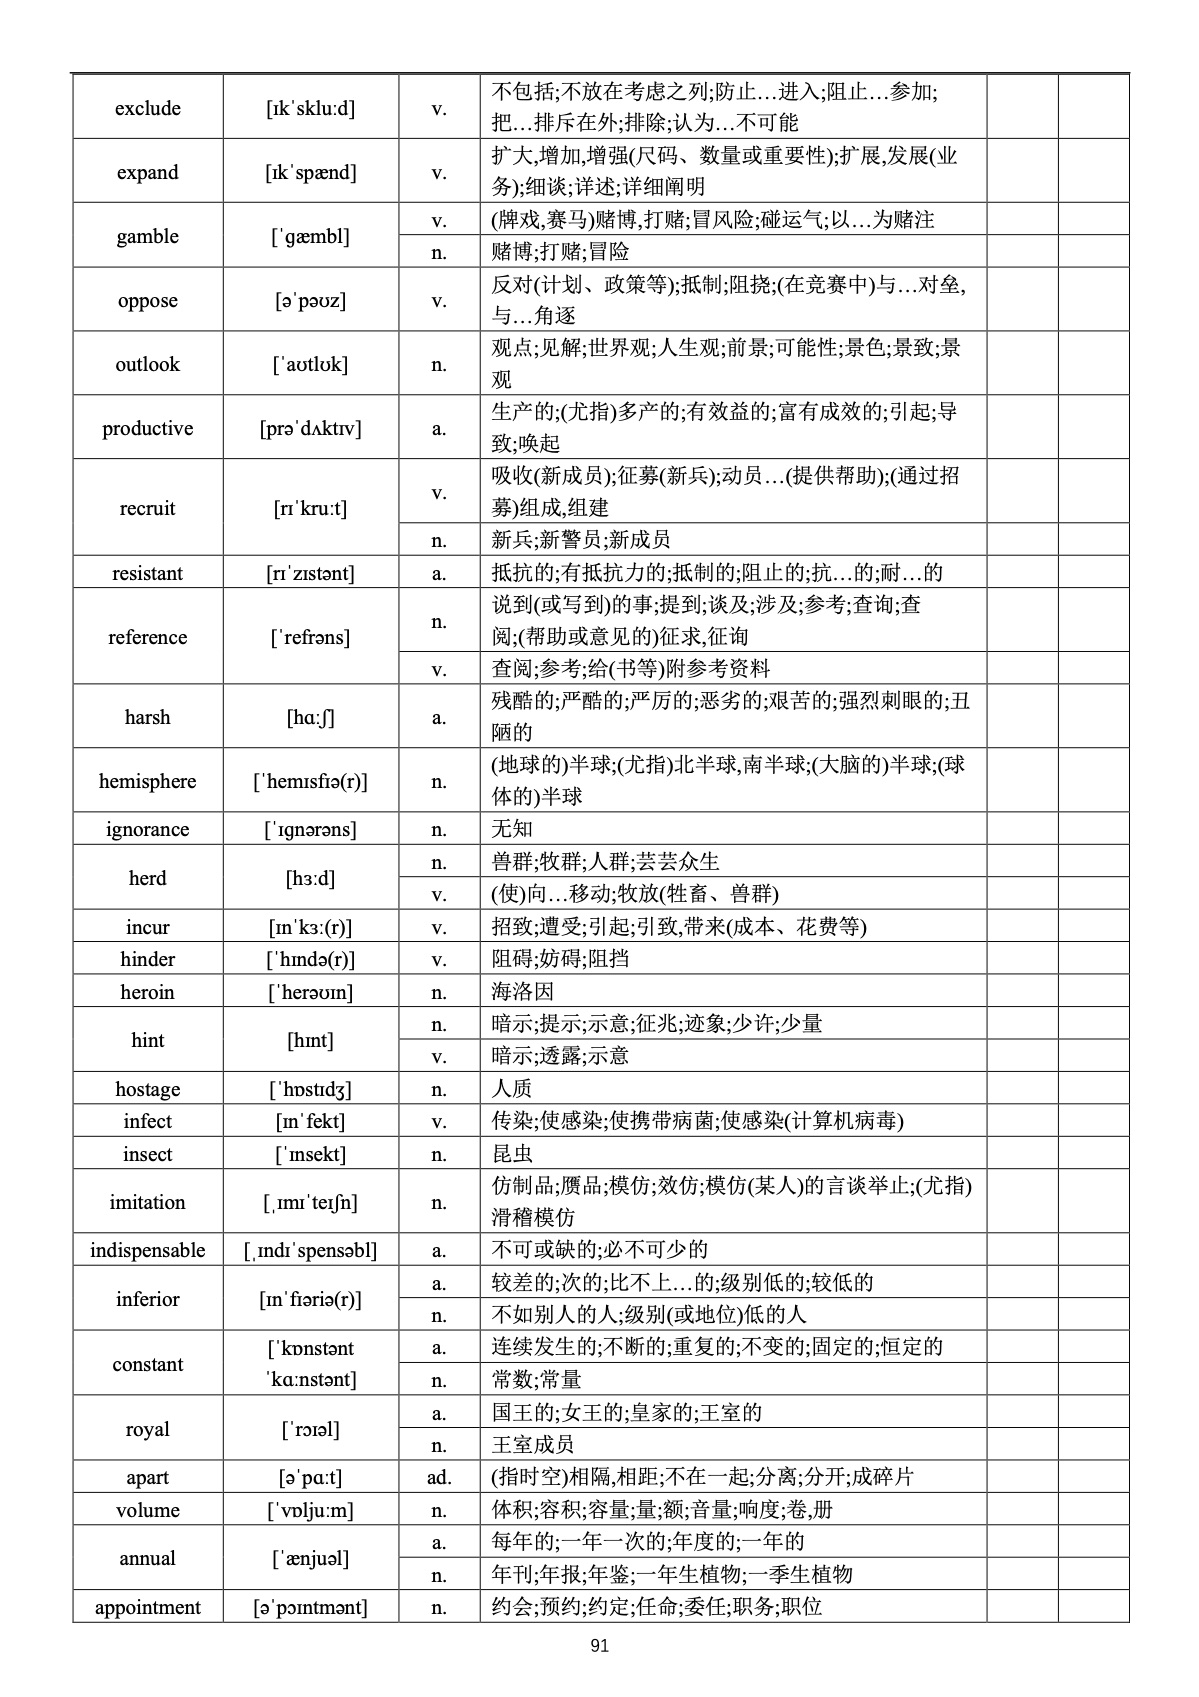 exclude [ɪkˈskluːd] v. 不包括;不放在考虑之列;防止…进入;阻止…参加;
把…排斥在外;排除;认为…不可能
expand [ɪkˈspænd] v. 扩大,增加,增强(尺码、数量或重要性);扩展,发展(业
务);细谈;详述;详细阐明
gamble [ˈɡæmbl] v. (牌戏,赛马)赌博,打赌;冒风险;碰运气;以…为赌注
n. 赌博;打赌;冒险
oppose [əˈpəʊz] v. 反对(计划、政策等);抵制;阻挠;(在竞赛中)与…对垒,
与…角逐
outlook [ˈaʊtlʊk] n. 观点;见解;世界观;人生观;前景;可能性;景色;景致;景
观
productive [prəˈdʌktɪv] a. 生产的;(尤指)多产的;有效益的;富有成效的;引起;导
致;唤起
recruit [rɪˈkruːt] v. 吸收(新成员);征募(新兵);动员…(提供帮助);(通过招
募)组成,组建
n. 新兵;新警员;新成员
resistant [rɪˈzɪstənt] a. 抵抗的;有抵抗力的;抵制的;阻止的;抗…的;耐…的
reference [ˈrefrəns] n. 说到(或写到)的事;提到;谈及;涉及;参考;查询;查
阅;(帮助或意见的)征求,征询
v. 查阅;参考;给(书等)附参考资料
harsh [hɑːʃ] a. 残酷的;严酷的;严厉的;恶劣的;艰苦的;强烈刺眼的;丑
陋的
hemisphere [ˈhemɪsfɪə(r)] n. (地球的)半球;(尤指)北半球,南半球;(大脑的)半球;(球
体的)半球
ignorance [ˈɪɡnərəns] n. 无知
herd [hɜːd] n. 兽群;牧群;人群;芸芸众生
v. (使)向…移动;牧放(牲畜、兽群)
incur [ɪnˈkɜː(r)] v. 招致;遭受;引起;引致,带来(成本、花费等)
hinder [ˈhɪndə(r)] v. 阻碍;妨碍;阻挡
heroin [ˈherəʊɪn] n. 海洛因
hint [hɪnt] n. 暗示;提示;示意;征兆;迹象;少许;少量
v. 暗示;透露;示意
hostage [ˈhɒstɪdʒ] n. 人质
infect [ɪnˈfekt] v. 传染;使感染;使携带病菌;使感染(计算机病毒)
insect [ˈɪnsekt] n. 昆虫
imitation [ˌɪmɪˈteɪʃn] n. 仿制品;赝品;模仿;效仿;模仿(某人)的言谈举止;(尤指)
滑稽模仿
indispensable [ˌɪndɪˈspensəbl] a. 不可或缺的;必不可少的
inferior [ɪnˈfɪəriə(r)] a. 较差的;次的;比不上…的;级别低的;较低的
n. 不如别人的人;级别(或地位)低的人
constant [ˈkɒnstənt a. 连续发生的;不断的;重复的;不变的;固定的;恒定的
ˈkɑːnstənt] n. 常数;常量
royal [ˈrɔɪəl] a. 国王的;女王的;皇家的;王室的
n. 王室成员
apart [əˈpɑːt] ad. (指时空)相隔,相距;不在一起;分离;分开;成碎片
volume [ˈvɒljuːm] n. 体积;容积;容量;量;额;音量;响度;卷,册
annual [ˈænjuəl] a. 每年的;一年一次的;年度的;一年的
n. 年刊;年报;年鉴;一年生植物;一季生植物
appointment [əˈpɔɪntmənt] n. 约会;预约;约定;任命;委任;职务;职位
91